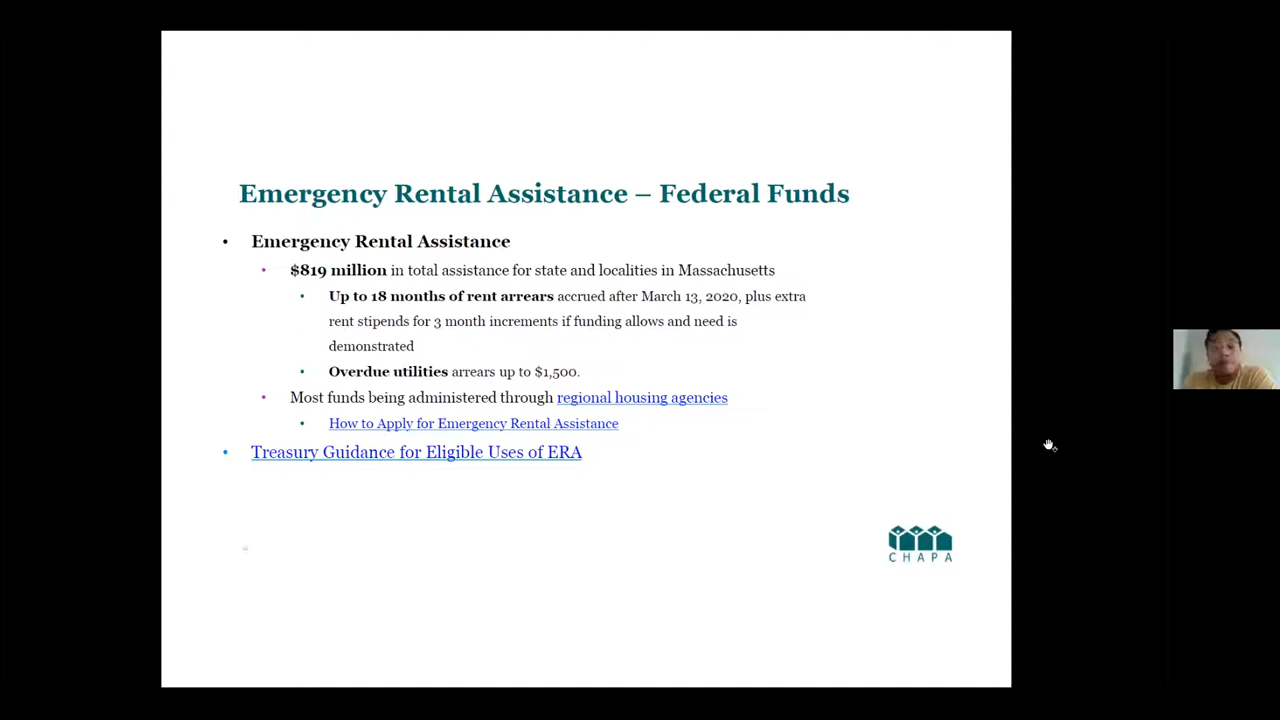 Emergency Rental Assistance – Federal Funds
• Emergency Rental Assistance
• $819 million in total assistance for state and localities in Massachusetts
• Up to 18 months of rent arrears accrued after March 13, 2020, plus extra
rent stipends for 3 month increments if funding allows and need is
demonstrated
• Overdue utilities arrears up to $1,500.
• Most funds being administered through regional housing agencies
• How to Apply for Emergency Rental Assistance
• Treasury Guidance for Eligible Uses of ERA
CHAPA